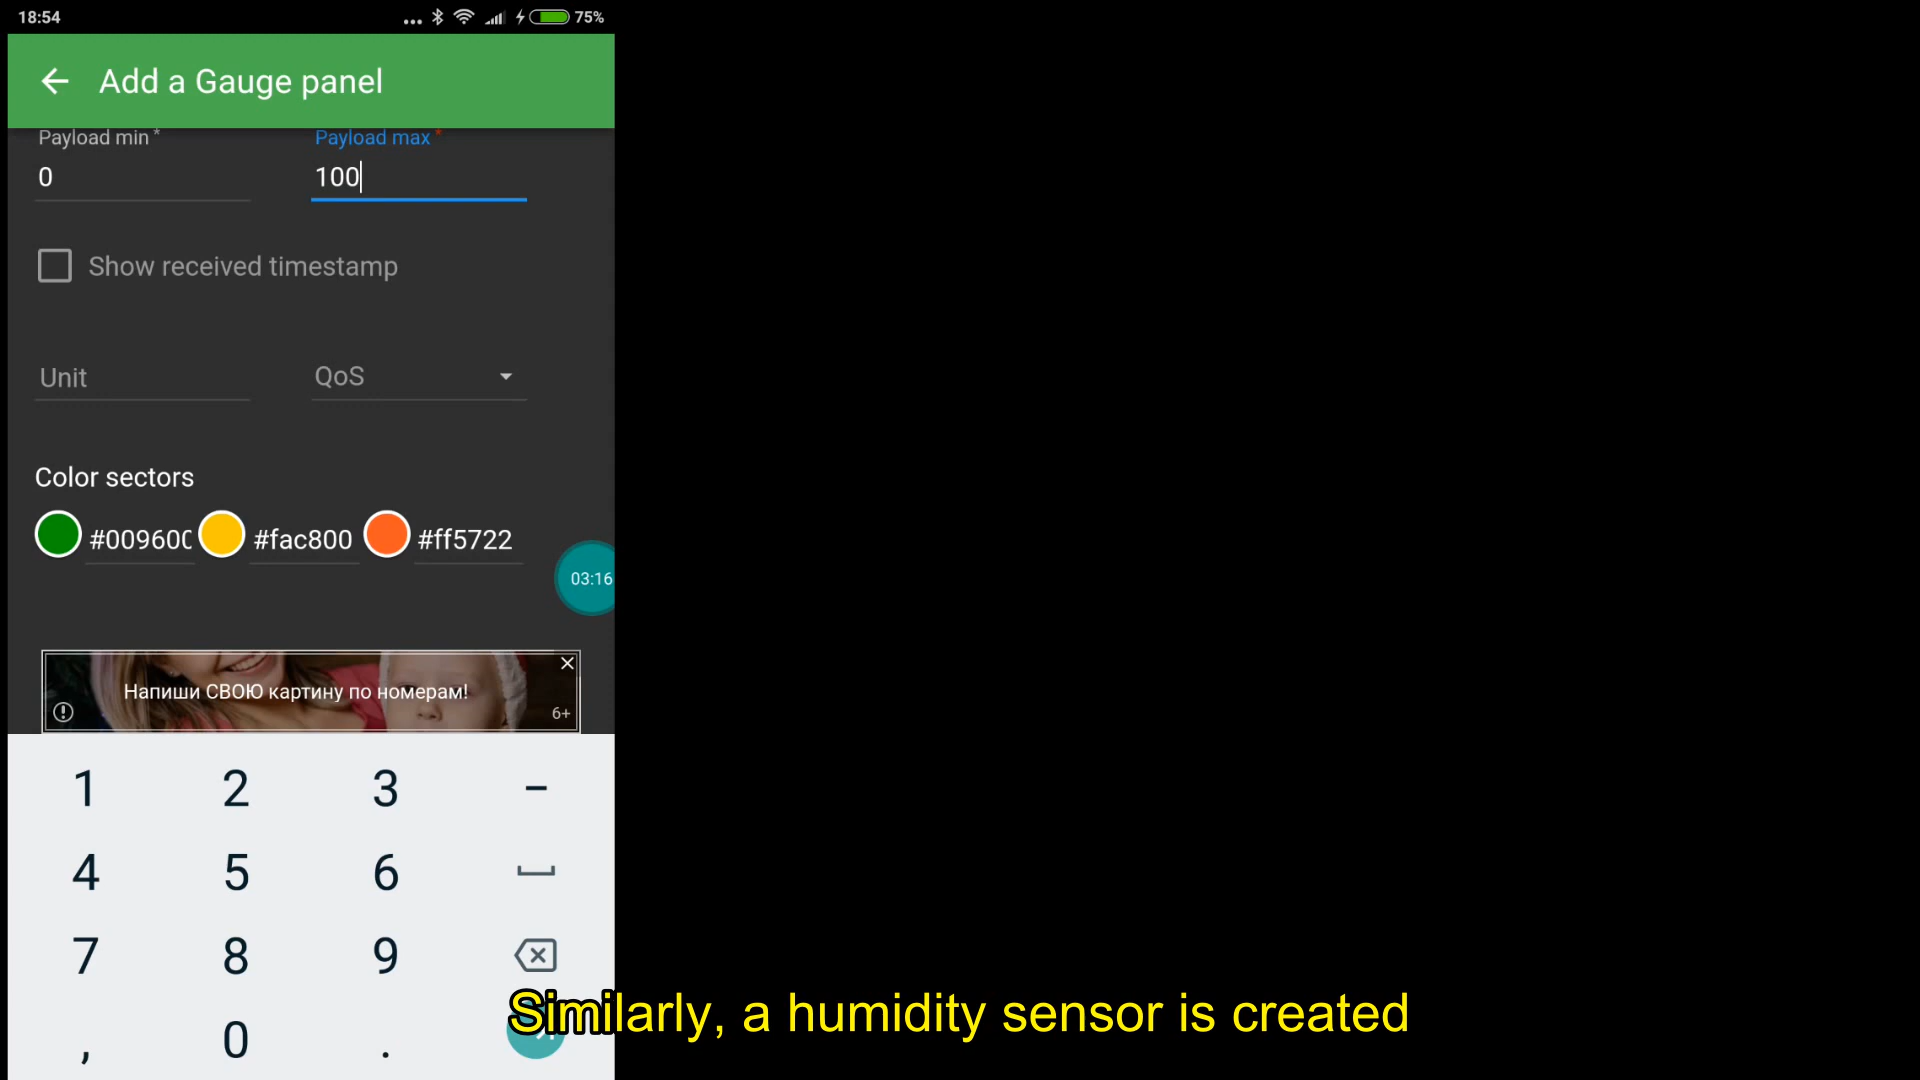 18:54 75%
Add a Gauge panel
Payload min * Payload max *
0 100
Show received timestamp
Unit QoS
Color sectors
#009600 #fac800 #ff5722
03:16
Напиши СВОЮ картину по номерам!
6+
1 2 3 –
4 5 6
7 8 9
, 0 .
Similarly, a humidity sensor is created